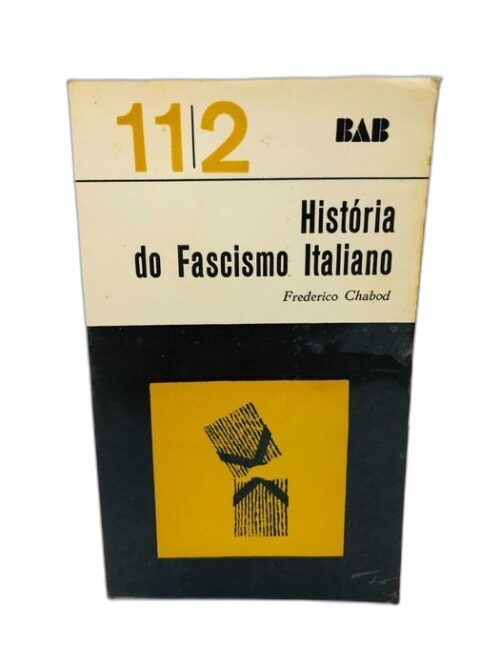 11|2
BAB
História
do Fascismo Italiano
Frederico Chabod